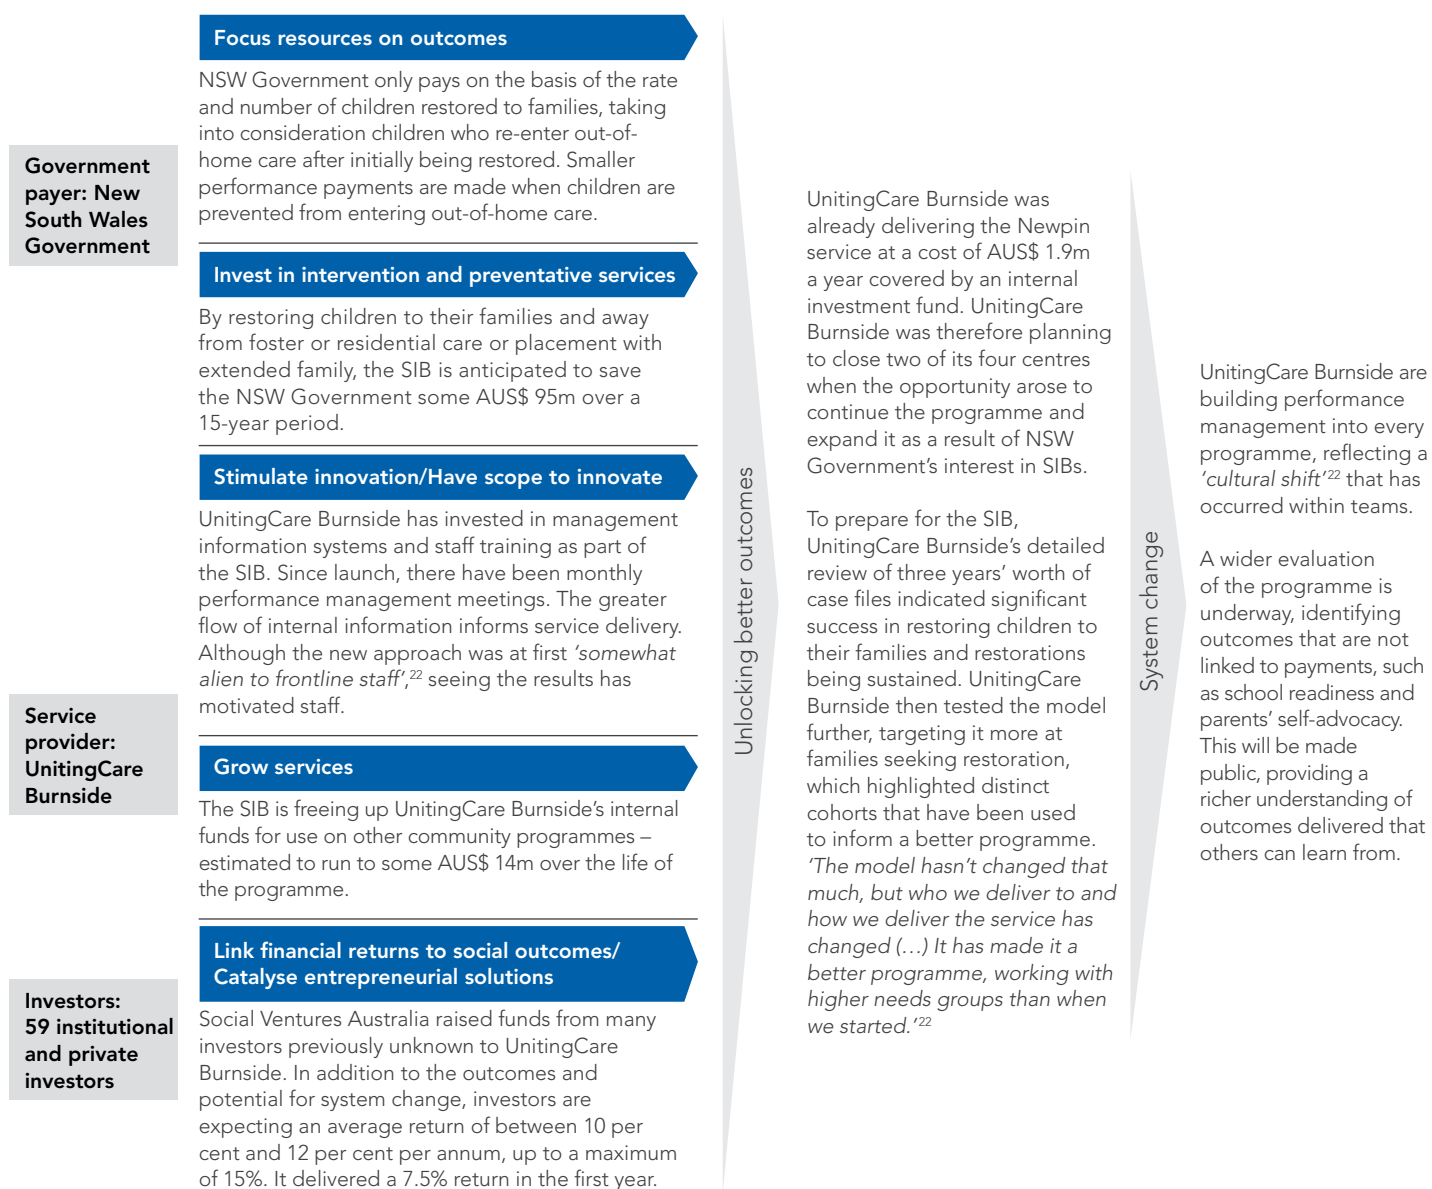 Government
payer: New
South Wales
Government
Focus resources on outcomes
NSW Government only pays on the basis of the rate
and number of children restored to families, taking
into consideration children who re-enter out-of-
home care after initially being restored. Smaller
performance payments are made when children are
prevented from entering out-of-home care.
Invest in intervention and preventative services
By restoring children to their families and away
from foster or residential care or placement with
extended family, the SIB is anticipated to save
the NSW Government some AUS$ 95m over a
15-year period.
Service
provider:
UnitingCare
Burnside
Stimulate innovation/Have scope to innovate
UnitingCare Burnside has invested in management
information systems and staff training as part of
the SIB. Since launch, there have been monthly
performance management meetings. The greater
flow of internal information informs service delivery.
Although the new approach was at first ‘somewhat
alien to frontline staff’,22 seeing the results has
motivated staff.
Grow services
The SIB is freeing up UnitingCare Burnside’s internal
funds for use on other community programmes –
estimated to run to some AUS$ 14m over the life of
the programme.
Investors:
59 institutional
and private
investors
Link financial returns to social outcomes/
Catalyse entrepreneurial solutions
Social Ventures Australia raised funds from many
investors previously unknown to UnitingCare
Burnside. In addition to the outcomes and
potential for system change, investors are
expecting an average return of between 10 per
cent and 12 per cent per annum, up to a maximum
of 15%. It delivered a 7.5% return in the first year.
Unlocking better outcomes
UnitingCare Burnside was
already delivering the Newpin
service at a cost of AUS$ 1.9m
a year covered by an internal
investment fund. UnitingCare
Burnside was therefore planning
to close two of its four centres
when the opportunity arose to
continue the programme and
expand it as a result of NSW
Government’s interest in SIBs.
To prepare for the SIB,
UnitingCare Burnside’s detailed
review of three years’ worth of
case files indicated significant
success in restoring children to
their families and restorations
being sustained. UnitingCare
Burnside then tested the model
further, targeting it more at
families seeking restoration,
which highlighted distinct
cohorts that have been used
to inform a better programme.
‘The model hasn’t changed that
much, but who we deliver to and
how we deliver the service has
changed (…) It has made it a
better programme, working with
higher needs groups than when
we started.’22
System change
UnitingCare Burnside are
building performance
management into every
programme, reflecting a
‘cultural shift’22 that has
occurred within teams.
A wider evaluation
of the programme is
underway, identifying
outcomes that are not
linked to payments, such
as school readiness and
parents’ self-advocacy.
This will be made
public, providing a
richer understanding of
outcomes delivered that
others can learn from.